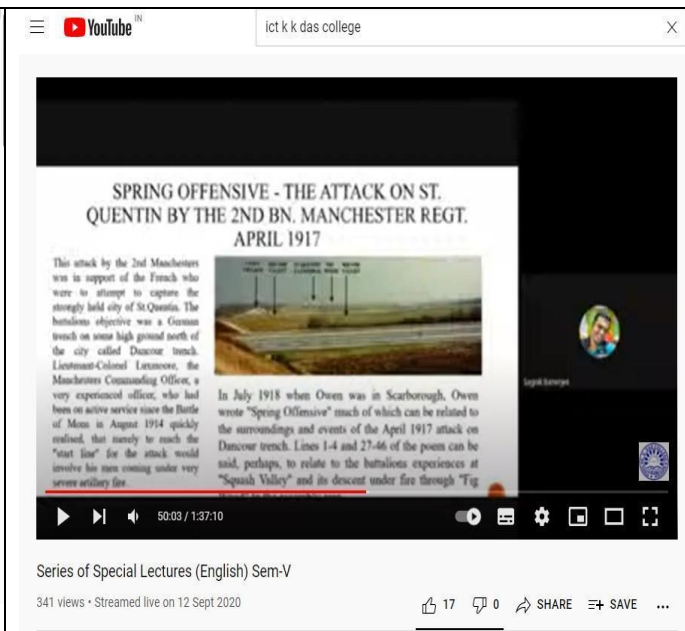 YouTube IN
ict k k das college
SPRING OFFENSIVE - THE ATTACK ON ST.
QUENTIN BY THE 2ND BN. MANCHESTER REGT.
APRIL 1917
This attack by the 2nd Manchesters
was in support of the French who
were to attempt to capture the
strongly held city of St.Quentin. The
battalions objective was a German
trench on some high ground north of
the city called Dancour trench.
Lieutenant-Colonel Luxmoore, the
Manchesters Commanding Officer, a
very experienced officer, who had
been on active service since the Battle
of Mons in August 1914 quickly
realised, that merely to reach the
"start line" for the attack would
involve his men coming under very
severe artillery fire.
In July 1918 when Owen was in Scarborough, Owen
wrote "Spring Offensive" much of which can be related to
the surroundings and events of the April 1917 attack on
Dancour trench. Lines 1-4 and 27-46 of the poem can be
said, perhaps, to relate to the battalions experiences at
"Squash Valley" and its descent under fire through "Fig
50:03 / 1:37:10
Series of Special Lectures (English) Sem-V
341 views • Streamed live on 12 Sept 2020
17 0 SHARE SAVE